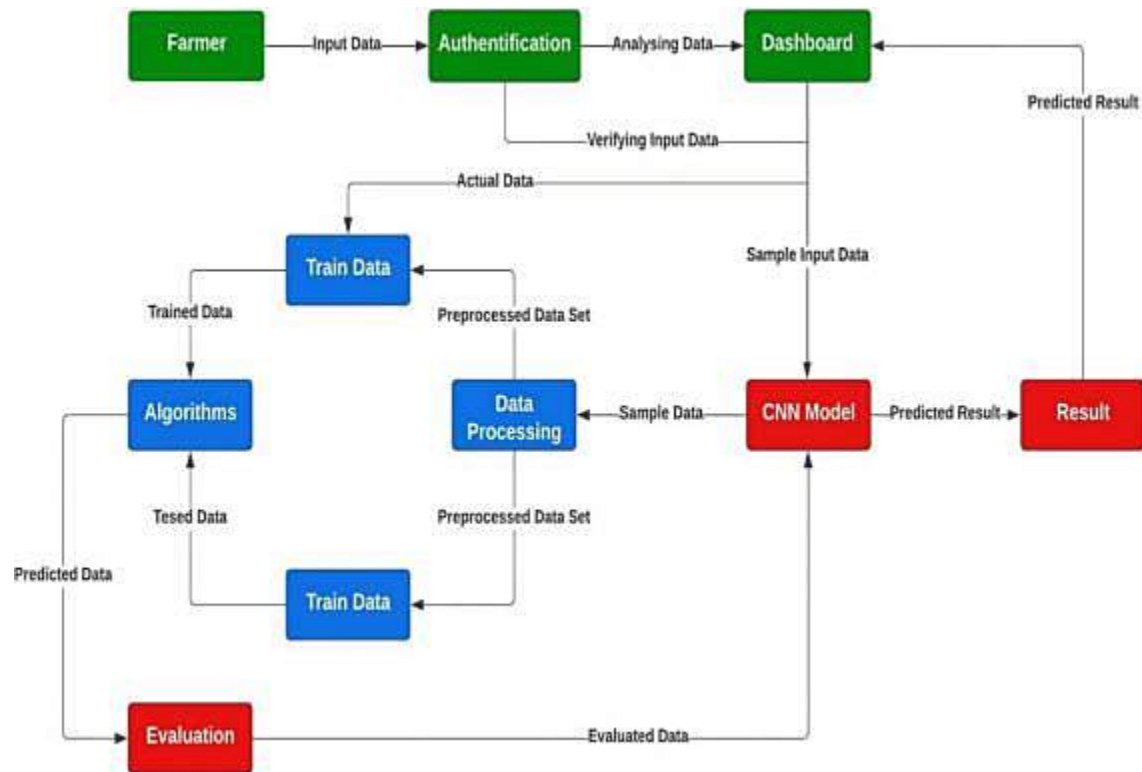 Farmer
Input Data
Authentification
Analysing Data
Dashboard
Predicted Result
Verifying Input Data
Actual Data
Train Data
Sample Input Data
Trained Data
Preprocessed Data Set
Algorithms
Data
Processing
Sample Data
CNN Model
Predicted Result
Result
Tesed Data
Preprocessed Data Set
Predicted Data
Train Data
Evaluation
Evaluated Data